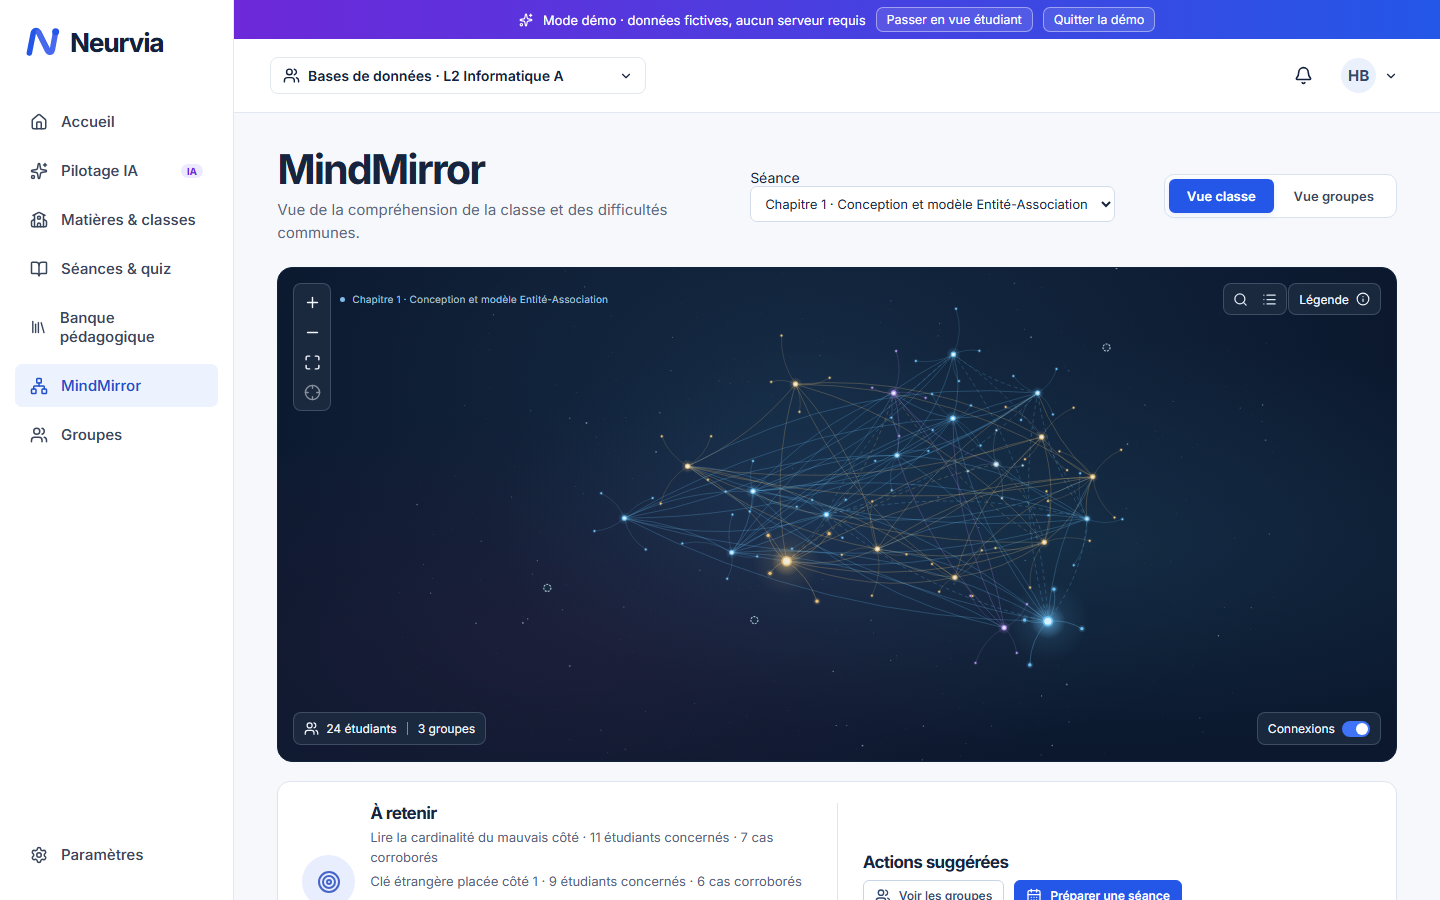 Neurvia
Mode démo · données fictives, aucun serveur requis
Passer en vue étudiant
Quitter la démo
Bases de données · L2 Informatique A
HB
Accueil
Pilotage IA
IA
Matières & classes
Séances & quiz
Banque
pédagogique
MindMirror
Groupes
Paramètres
MindMirror
Vue de la compréhension de la classe et des difficultés
communes.
Séance
Chapitre 1 · Conception et modèle Entité-Association
Vue classe
Vue groupes
Chapitre 1 · Conception et modèle Entité-Association
Légende
24 étudiants
3 groupes
Connexions
À retenir
Lire la cardinalité du mauvais côté · 11 étudiants concernés · 7 cas
corroborés
Clé étrangère placée côté 1 · 9 étudiants concernés · 6 cas corroborés
Actions suggérées
Voir les groupes
Préparer une séance